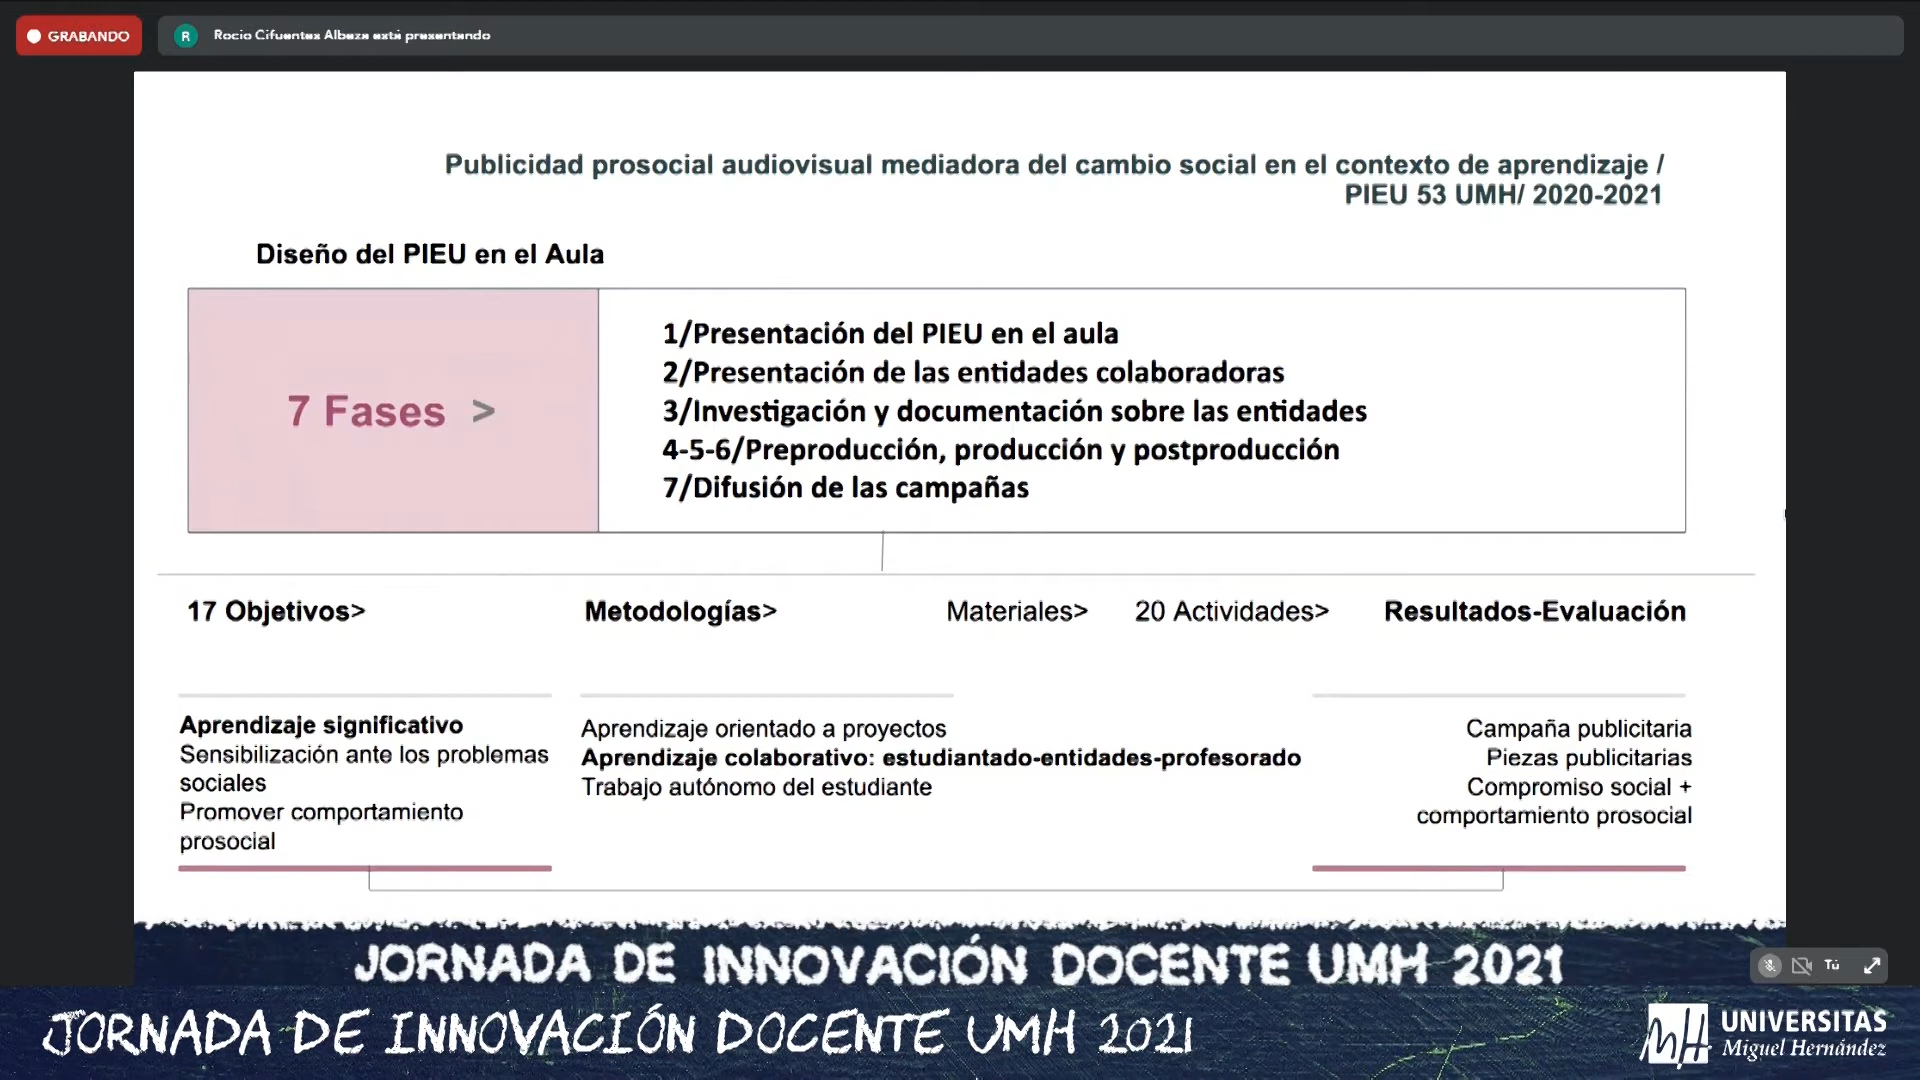 GRABANDO
R
Rocio Cifuentes Albeza está presentando
Publicidad prosocial audiovisual mediadora del cambio social en el contexto de aprendizaje /
PIEU 53 UMH/ 2020-2021
Diseño del PIEU en el Aula
7 Fases >
1/Presentación del PIEU en el aula
2/Presentación de las entidades colaboradoras
3/Investigación y documentación sobre las entidades
4-5-6/Preproducción, producción y postproducción
7/Difusión de las campañas
17 Objetivos>
Metodologías>
Materiales>
20 Actividades>
Resultados-Evaluación
Aprendizaje significativo
Sensibilización ante los problemas
sociales
Promover comportamiento
prosocial
Aprendizaje orientado a proyectos
Aprendizaje colaborativo: estudiantado-entidades-profesorado
Trabajo autónomo del estudiante
Campaña publicitaria
Piezas publicitarias
Compromiso social +
comportamiento prosocial
JORNADA DE INNOVACIÓN DOCENTE UMH 2021
Tú
JORNADA DE INNOVACIÓN DOCENTE UMH 2021
UNIVERSITAS
Miguel Hernández